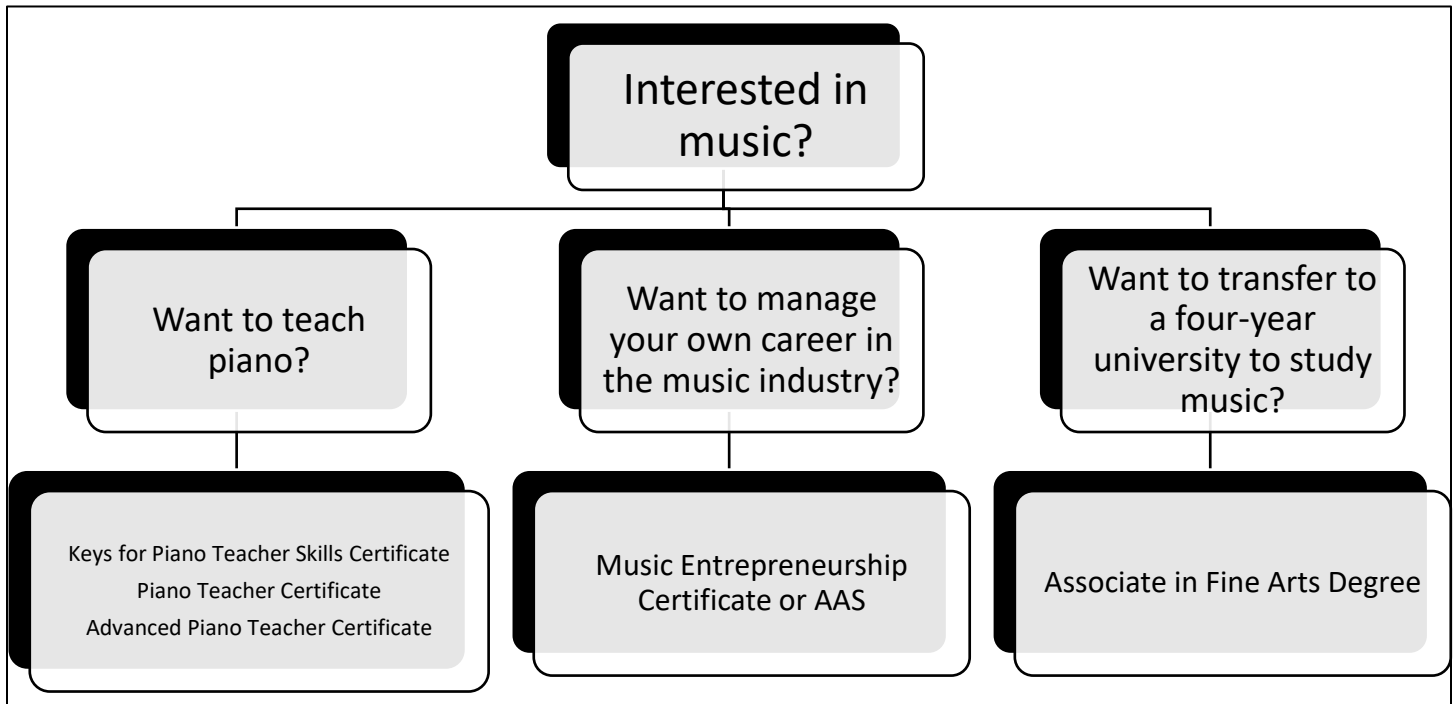 Interested in
music?
Want to teach
piano?
Want to manage
your own career in
the music industry?
Want to transfer to
a four-year
university to study
music?
Keys for Piano Teacher Skills Certificate
Piano Teacher Certificate
Advanced Piano Teacher Certificate
Music Entrepreneurship
Certificate or AAS
Associate in Fine Arts Degree